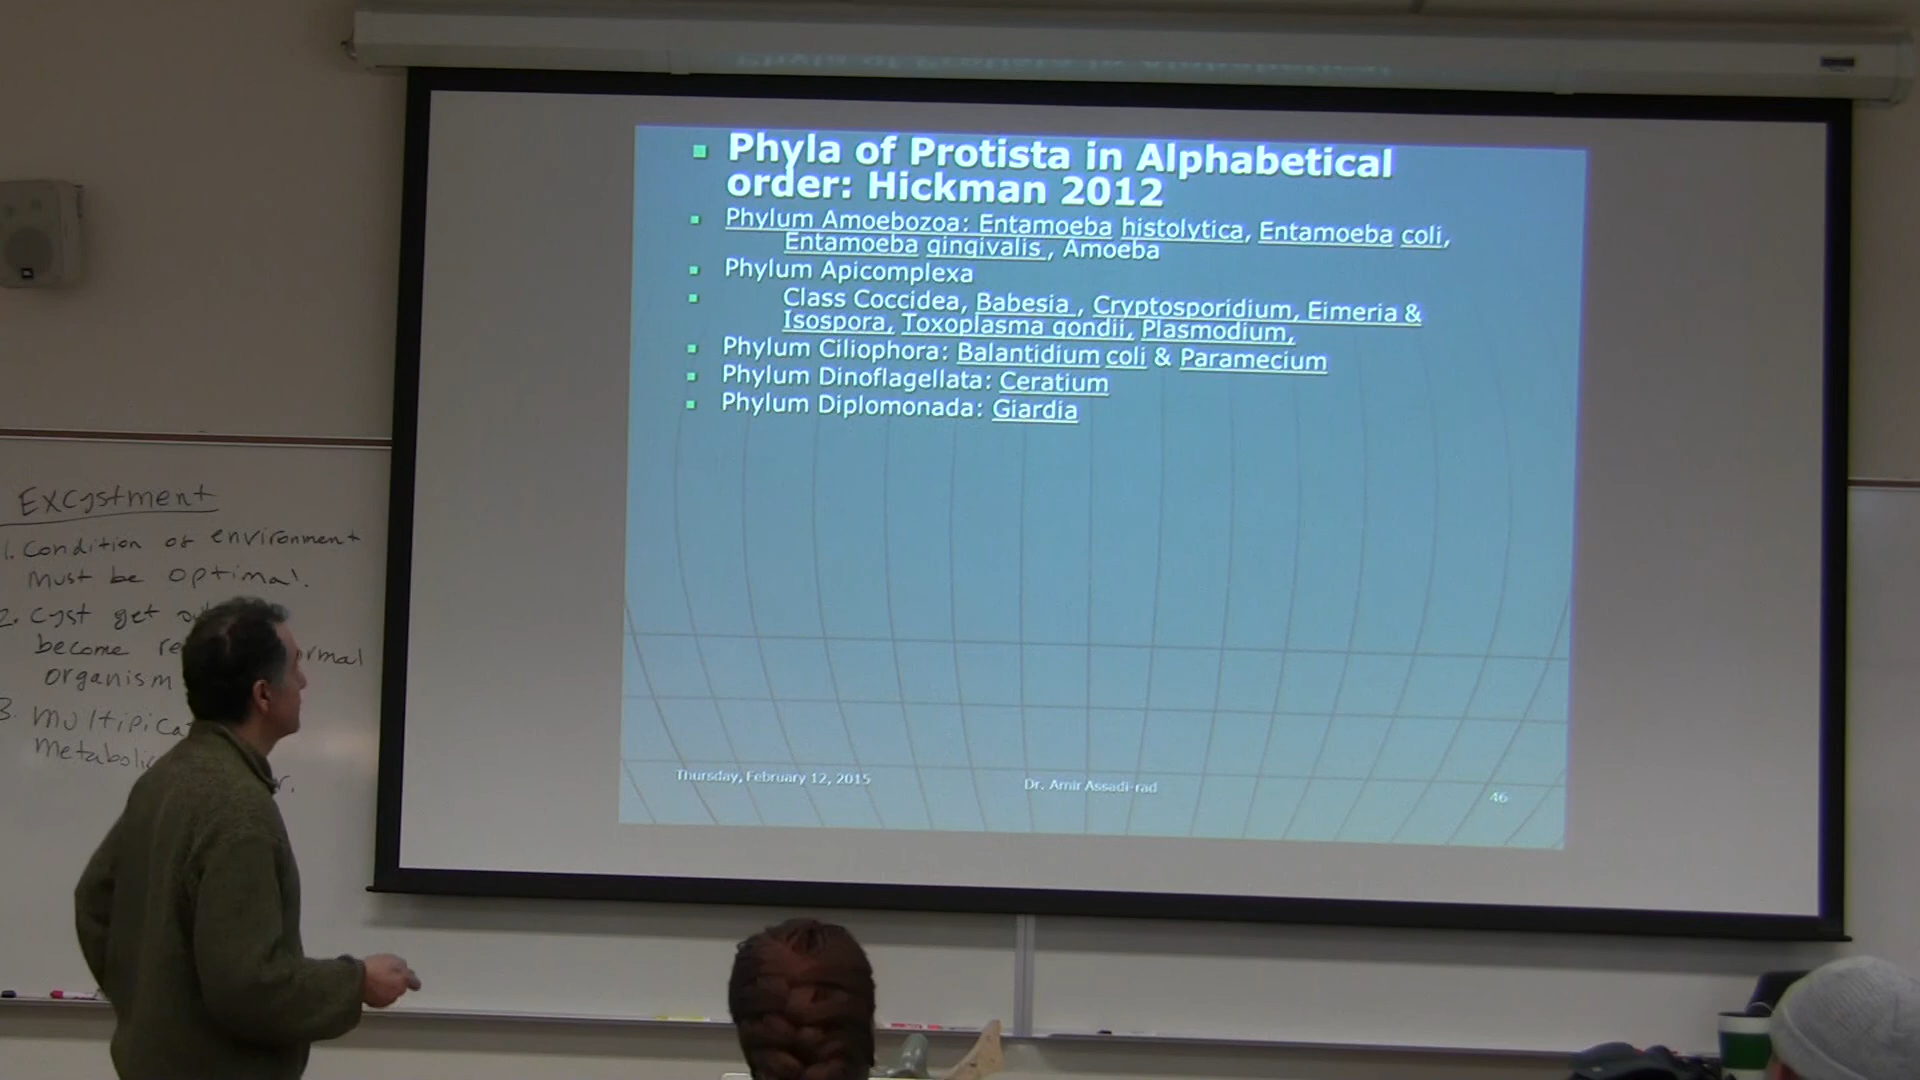 Phyla of Protista in Alphabetical
order: Hickman 2012
Phylum Amoebozoa: Entamoeba histolytica, Entamoeba coli,
Entamoeba gingivalis , Amoeba
Phylum Apicomplexa
Class Coccidea, Babesia , Cryptosporidium, Eimeria &
Isospora, Toxoplasma gondii, Plasmodium,
Phylum Ciliophora: Balantidium coli & Paramecium
Phylum Dinoflagellata: Ceratium
Phylum Diplomonada: Giardia
Thursday, February 12, 2015
Dr. Amir Assadi-rad
46
Excystment
1. Condition of environment
must be optimal.
2. Cyst get
become
organism
3. multipica
metabolic
JBL